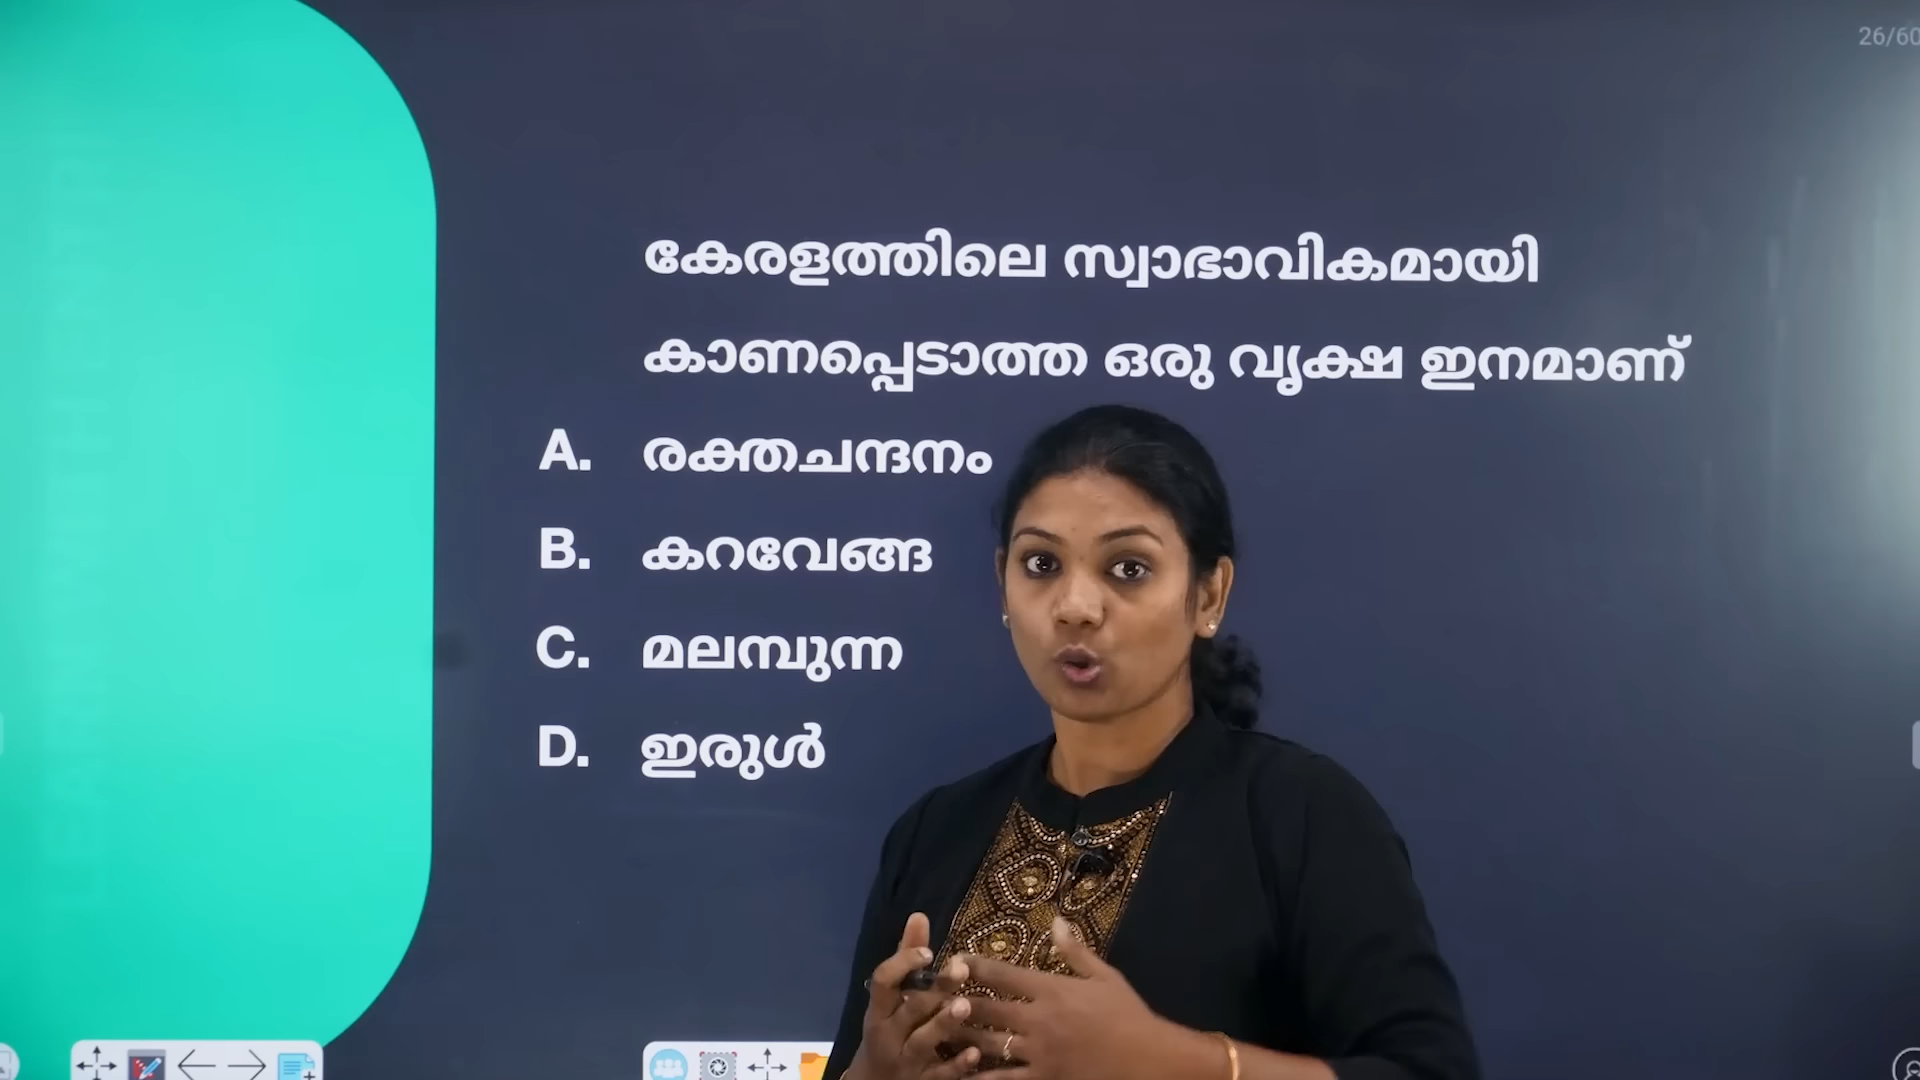 26/60
കേരളത്തിലെ സ്വാഭാവികമായി
കാണപ്പെടാത്ത ഒരു വൃക്ഷ ഇനമാണ്
A. രക്തചന്ദനം
B. കറവേങ്ങ
C. മലമ്പുന്ന
D. ഇരുൾ